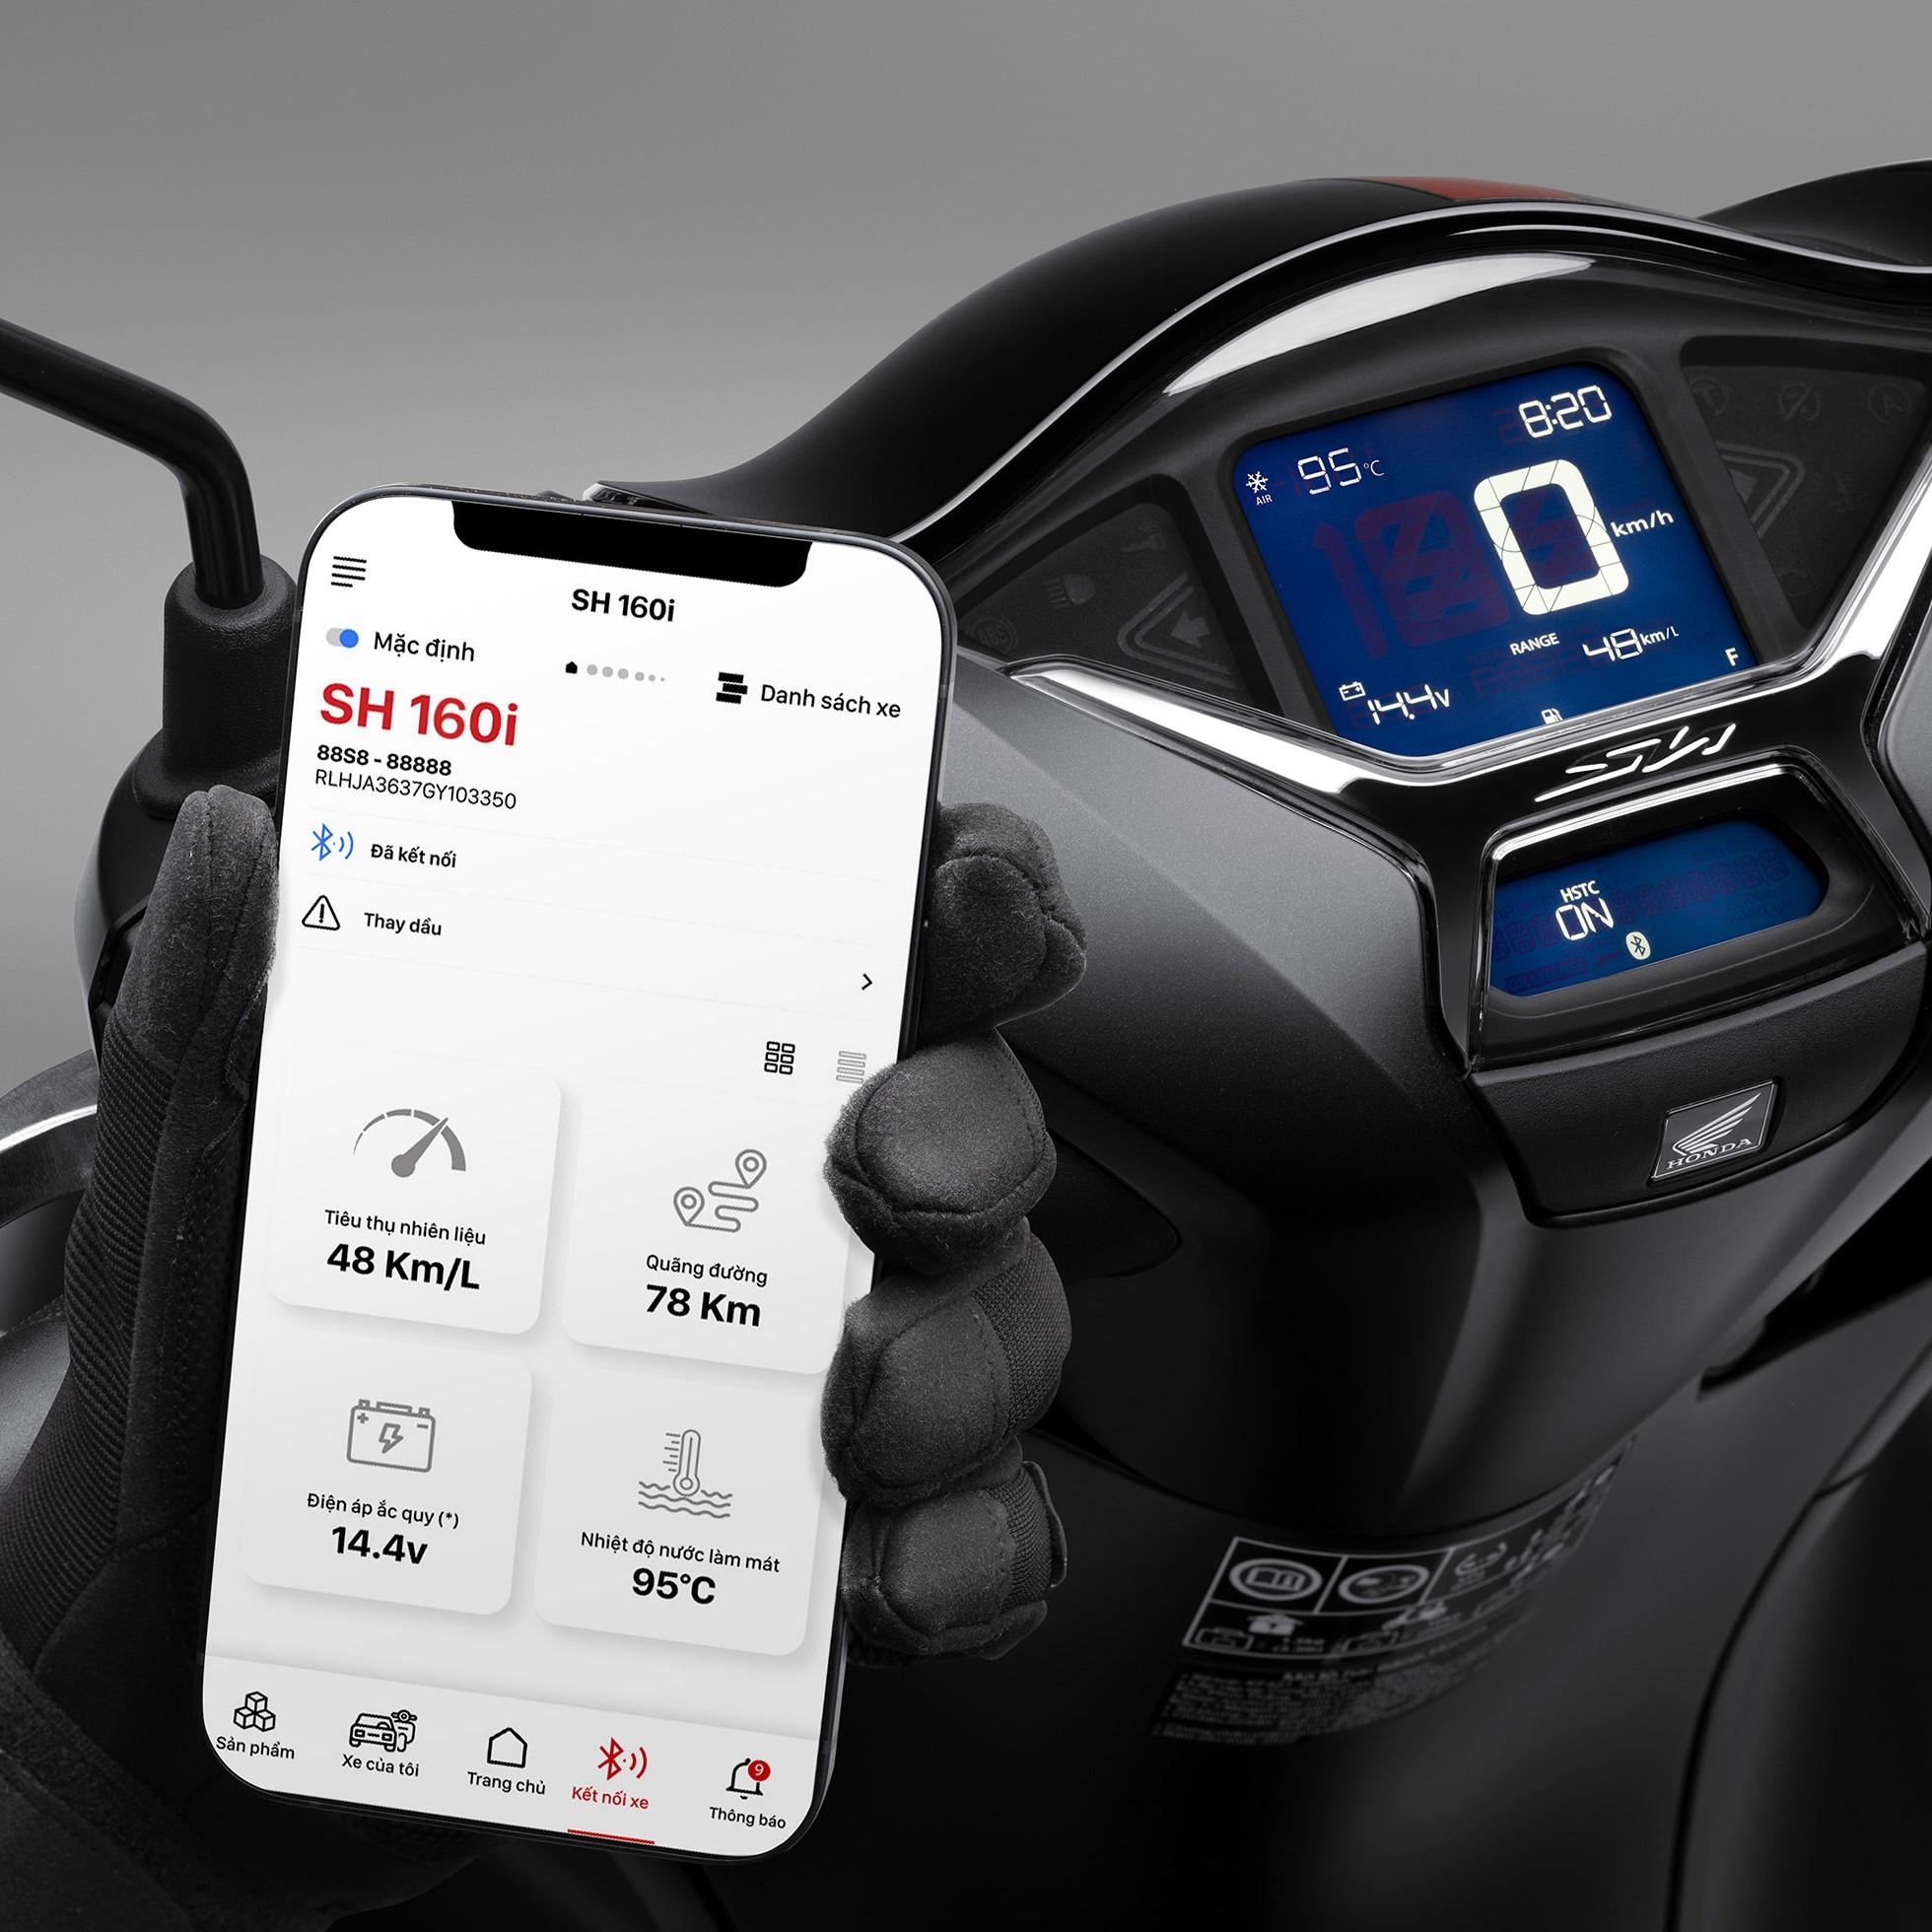 SH 160i
Mặc định
Danh sách xe
SH 160i
88S8 - 88888
RLHJA3637GY103350
Đã kết nối
Thay dầu
Tiêu thụ nhiên liệu
48 Km/L
Quãng đường
78 Km
Điện áp ắc quy (*)
14.4v
Nhiệt độ nước làm mát
95°C
Sản phẩm
Xe của tôi
Trang chủ
Kết nối xe
9
Thông báo
8:20
AIR
95°C
0 km/h
RANGE
48 km/L
14.4v
F
SH
HSTC
ON
HONDA